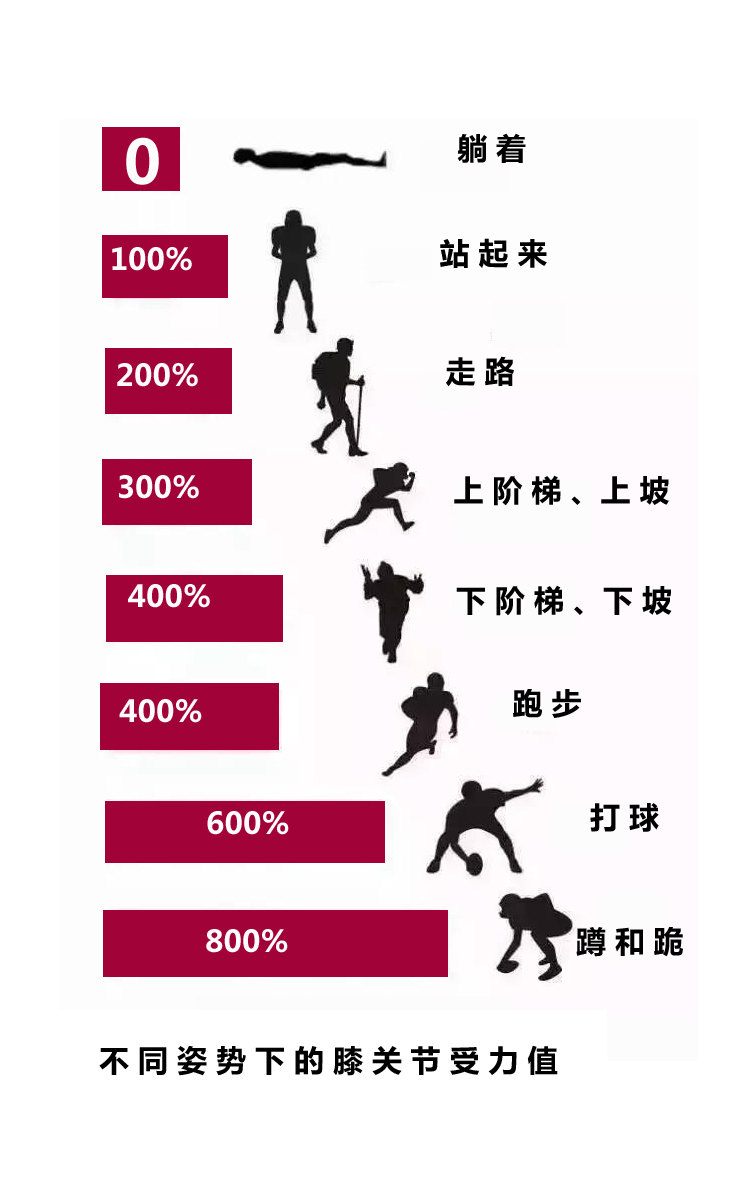 0 躺着
100% 站起来
200% 走路
300% 上阶梯、上坡
400% 下阶梯、下坡
400% 跑步
600% 打球
800% 蹲和跪
不同姿势下的膝关节受力值